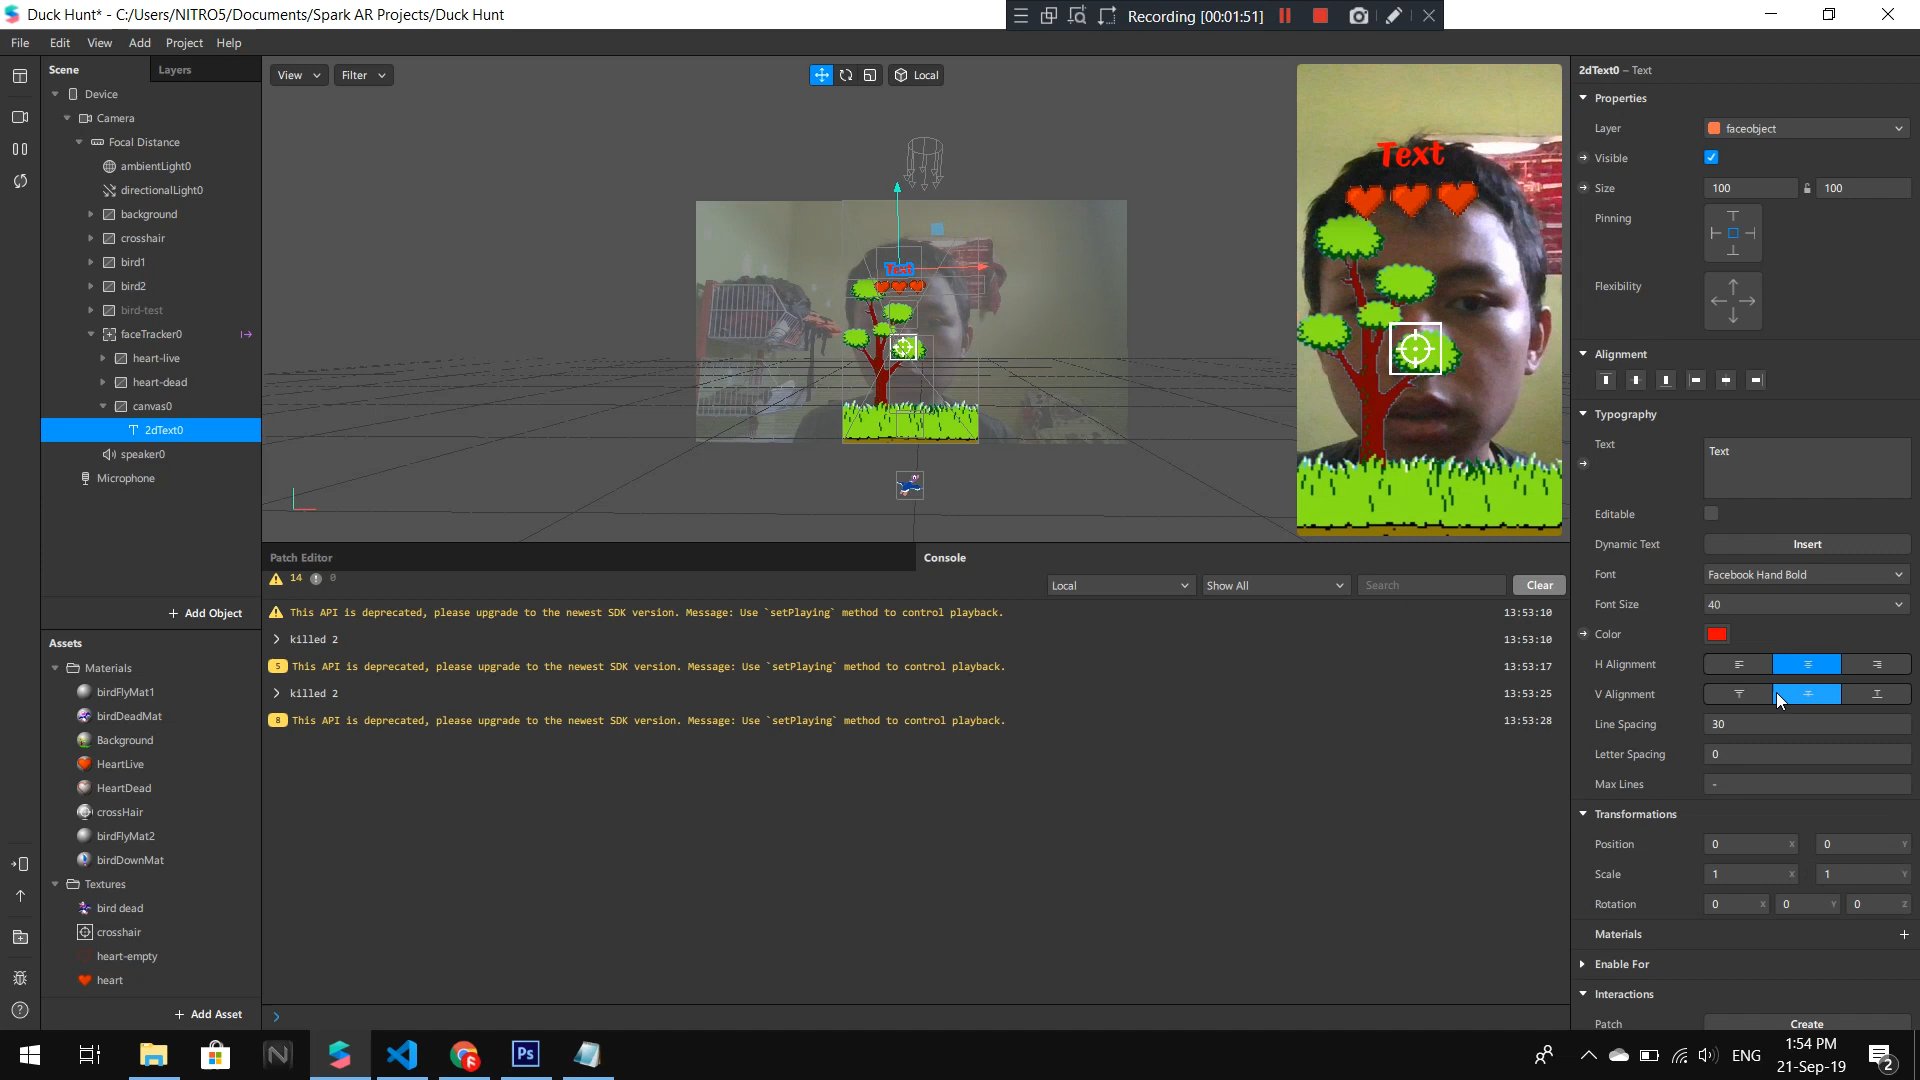 Duck Hunt* - C:/Users/NITRO5/Documents/Spark AR Projects/Duck Hunt
Recording [00:01:51]
File Edit View Add Project Help
Scene Layers
Device
Camera
Focal Distance
ambientLight0
directionalLight0
background
crosshair
bird1
bird2
bird-test
faceTracker0
heart-live
heart-dead
canvas0
2dText0
speaker0
Microphone
+ Add Object
Assets
Materials
birdFlyMat1
birdDeadMat
Background
HeartLive
HeartDead
crossHair
birdFlyMat2
birdDownMat
Textures
bird dead
crosshair
heart-empty
heart
+ Add Asset
View Filter Local
Text
Text
Patch Editor Console
14 0
Local Show All Search Clear
This API is deprecated, please upgrade to the newest SDK version. Message: Use `setPlaying` method to control playback. 13:53:10
> killed 2 13:53:10
5 This API is deprecated, please upgrade to the newest SDK version. Message: Use `setPlaying` method to control playback. 13:53:17
> killed 2 13:53:25
8 This API is deprecated, please upgrade to the newest SDK version. Message: Use `setPlaying` method to control playback. 13:53:28
>
2dText0 – Text
Properties
Layer faceobject
Visible
Size 100 100
Pinning
Flexibility
Alignment
Typography
Text Text
Editable
Dynamic Text Insert
Font Facebook Hand Bold
Font Size 40
Color
H Alignment
V Alignment
Line Spacing 30
Letter Spacing 0
Max Lines -
Transformations
Position 0 X 0 Y
Scale 1 X 1 Y
Rotation 0 X 0 Y 0 Z
Materials +
Enable For
Interactions
Patch Create
N Ps ENG
1:54 PM
21-Sep-19
2